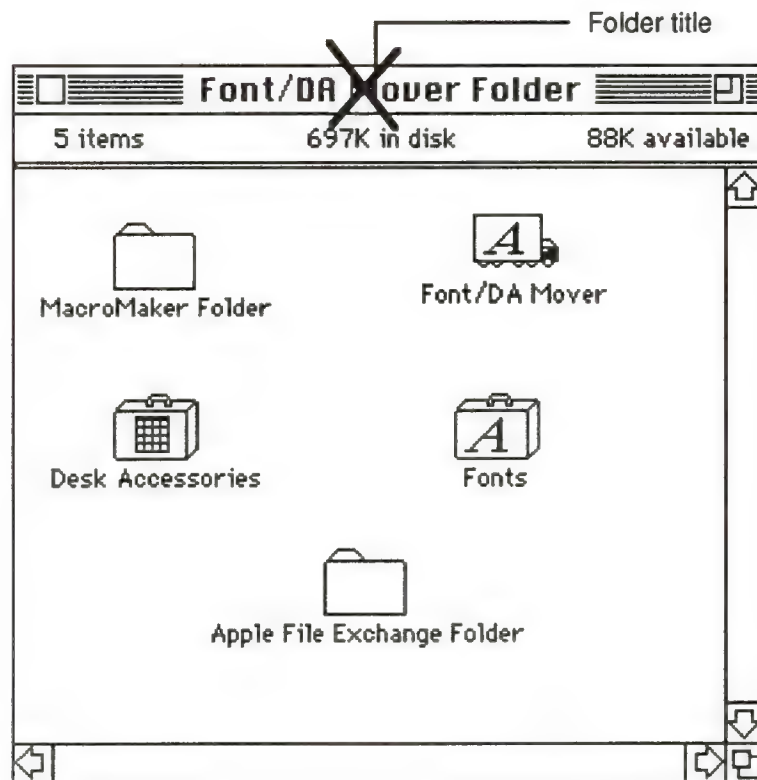 Folder title
Font/DA Mover Folder
5 items 697K in disk 88K available
MacroMaker Folder
Font/DA Mover
Desk Accessories
A
Fonts
Apple File Exchange Folder